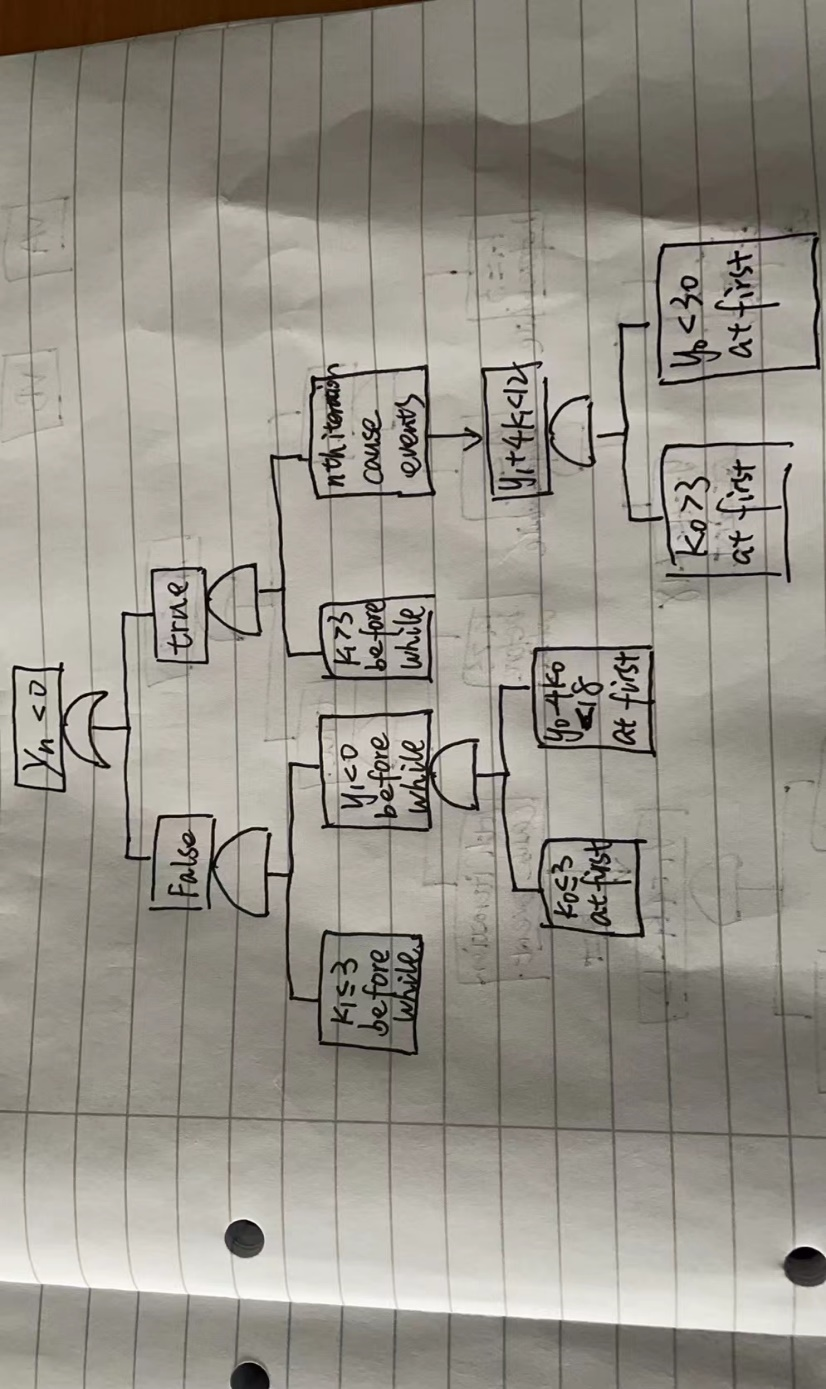 Yn < 0
False
true
K1 ≤ 3
before
while
y1 < 0
before
while
K1 > 3
before
while
nth iteration
cause
events
K0 ≤ 3
at first
y0 - 4K0
< 18
at first
y1 + 4K1 < 12
K0 > 3
at first
y0 < 30
at first